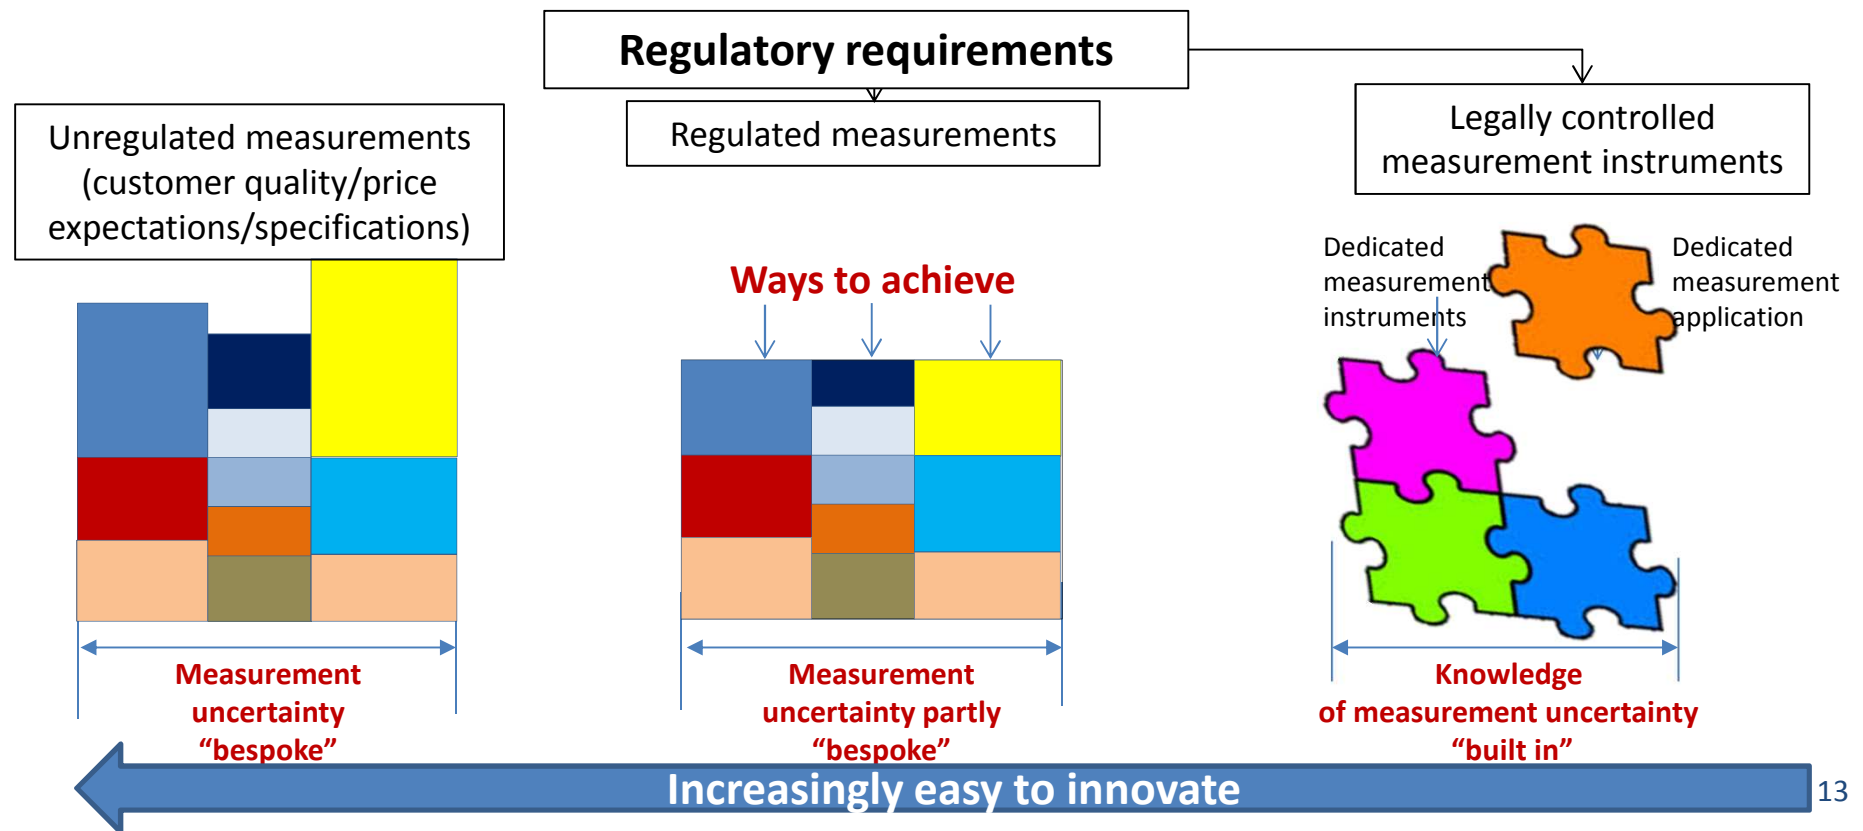 Regulatory requirements
Unregulated measurements
(customer quality/price
expectations/specifications)
Regulated measurements
Legally controlled
measurement instruments
Ways to achieve
Dedicated
measurement
instruments
Dedicated
measurement
application
Measurement
uncertainty
“bespoke”
Measurement
uncertainty partly
“bespoke”
Knowledge
of measurement uncertainty
“built in”
Increasingly easy to innovate
13